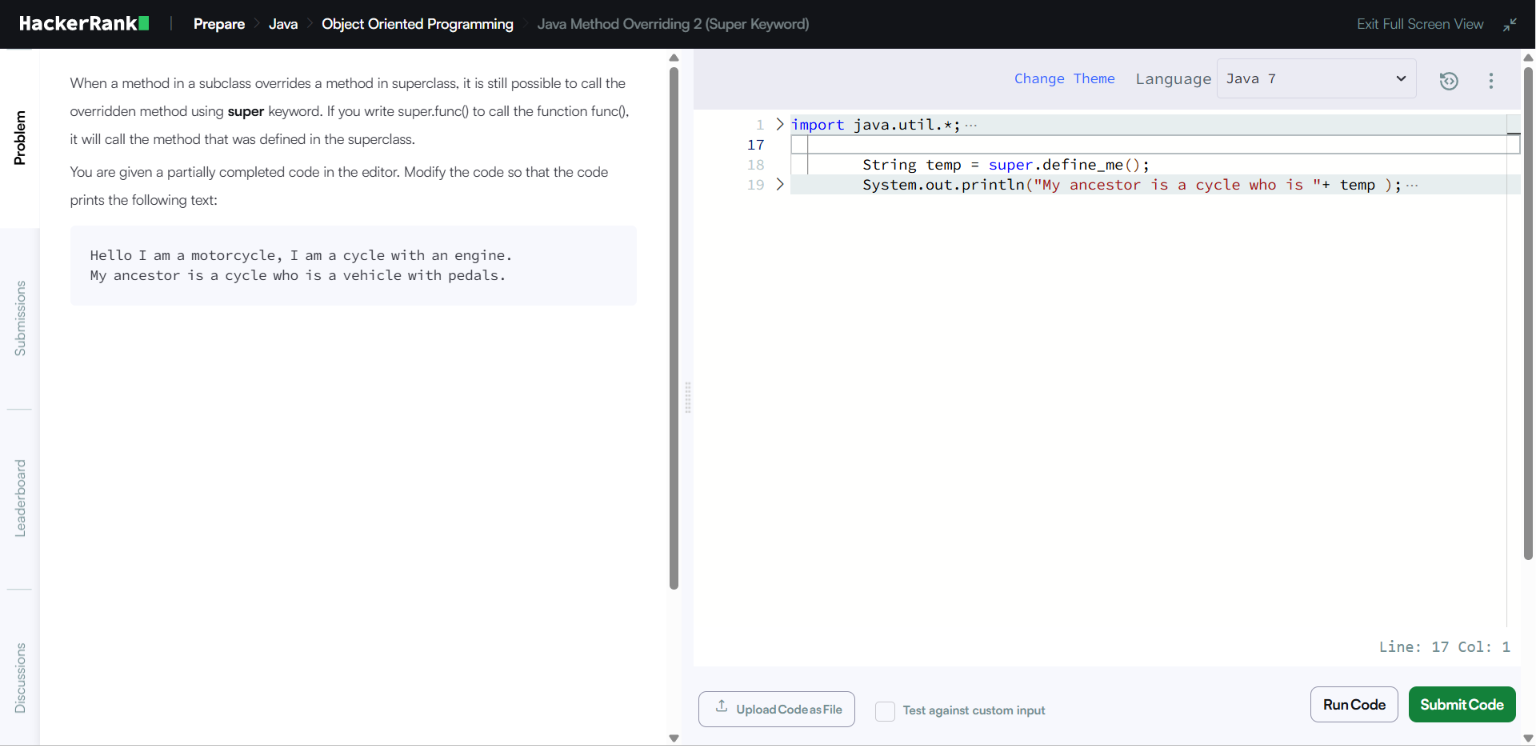 HackerRank
Prepare
Java
Object Oriented Programming
Java Method Overriding 2 (Super Keyword)
Exit Full Screen View
Problem
Submissions
Leaderboard
Discussions
When a method in a subclass overrides a method in superclass, it is still possible to call the
overridden method using super keyword. If you write super.func() to call the function func(),
it will call the method that was defined in the superclass.
You are given a partially completed code in the editor. Modify the code so that the code
prints the following text:
Hello I am a motorcycle, I am a cycle with an engine.
My ancestor is a cycle who is a vehicle with pedals.
Change Theme
Language
Java 7
1 import java.util.*;
17
18 String temp = super.define_me();
19 System.out.println("My ancestor is a cycle who is "+ temp );
Line: 17 Col: 1
Upload Code as File
Test against custom input
Run Code
Submit Code